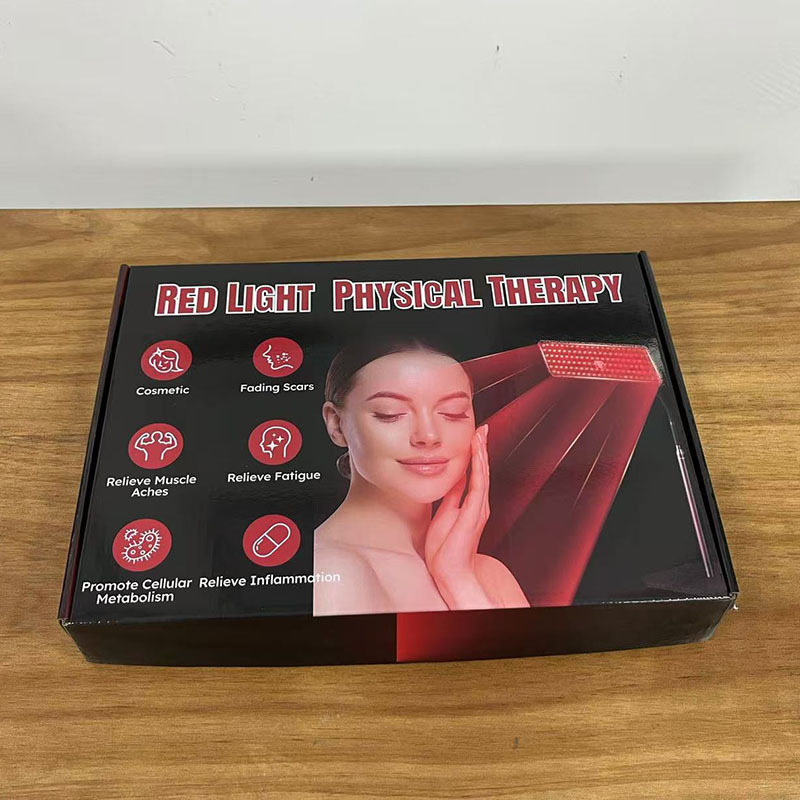 RED LIGHT PHYSICAL THERAPY
Cosmetic
Fading Scars
Relieve Muscle
Aches
Relieve Fatigue
Promote Cellular
Metabolism
Relieve Inflammation